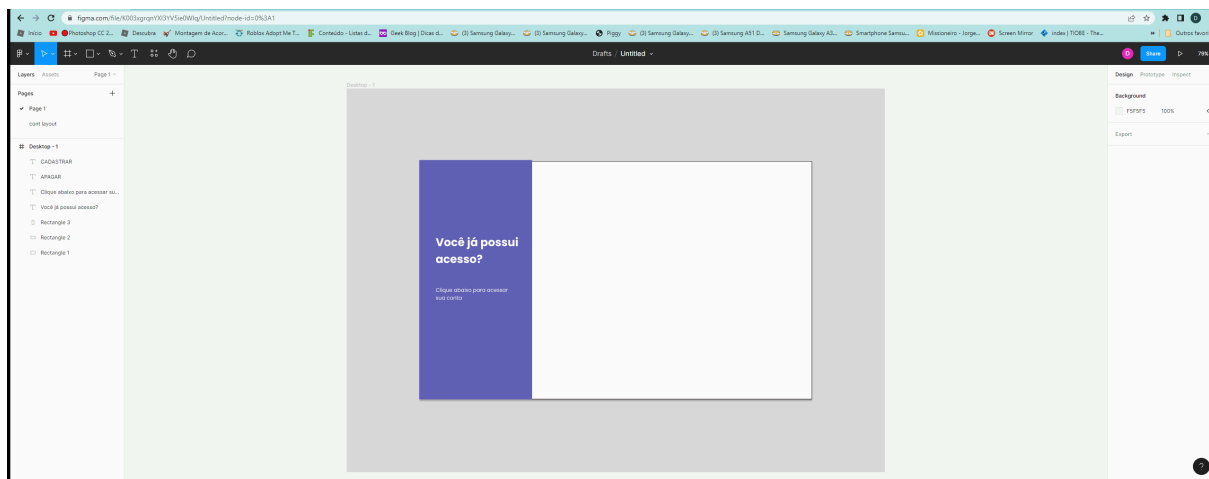 figma.com/file/K003xgrqnYXI3YVSie0Wiq/Untitled?node-id=0%3A1
Início
Photoshop CC 2...
Descubra
Montagem de Acor...
Roblox Adopt Me T...
Conteúdo - Listas d...
Geek Blog | Dicas d...
(3) Samsung Galaxy...
(3) Samsung Galaxy...
Piggy
(3) Samsung Galaxy...
(3) Samsung A51 D...
Samsung Galaxy A3...
Smartphone Samsu...
Missioneiro - Jorge...
Screen Mirror
index | TIOBE - The...
»
Outros favori
Drafts / Untitled
D
Share
79%
Layers
Assets
Page 1
Pages
Page 1
cont layout
Desktop - 1
CADASTRAR
APAGAR
Clique abaixo para acessar su...
Você já possui acesso?
Rectangle 3
Rectangle 2
Rectangle 1
Desktop - 1
Você já possui
acesso?
Clique abaixo para acessar
sua conta
Design
Prototype
Inspect
Background
F5F5F5
100%
Export
?